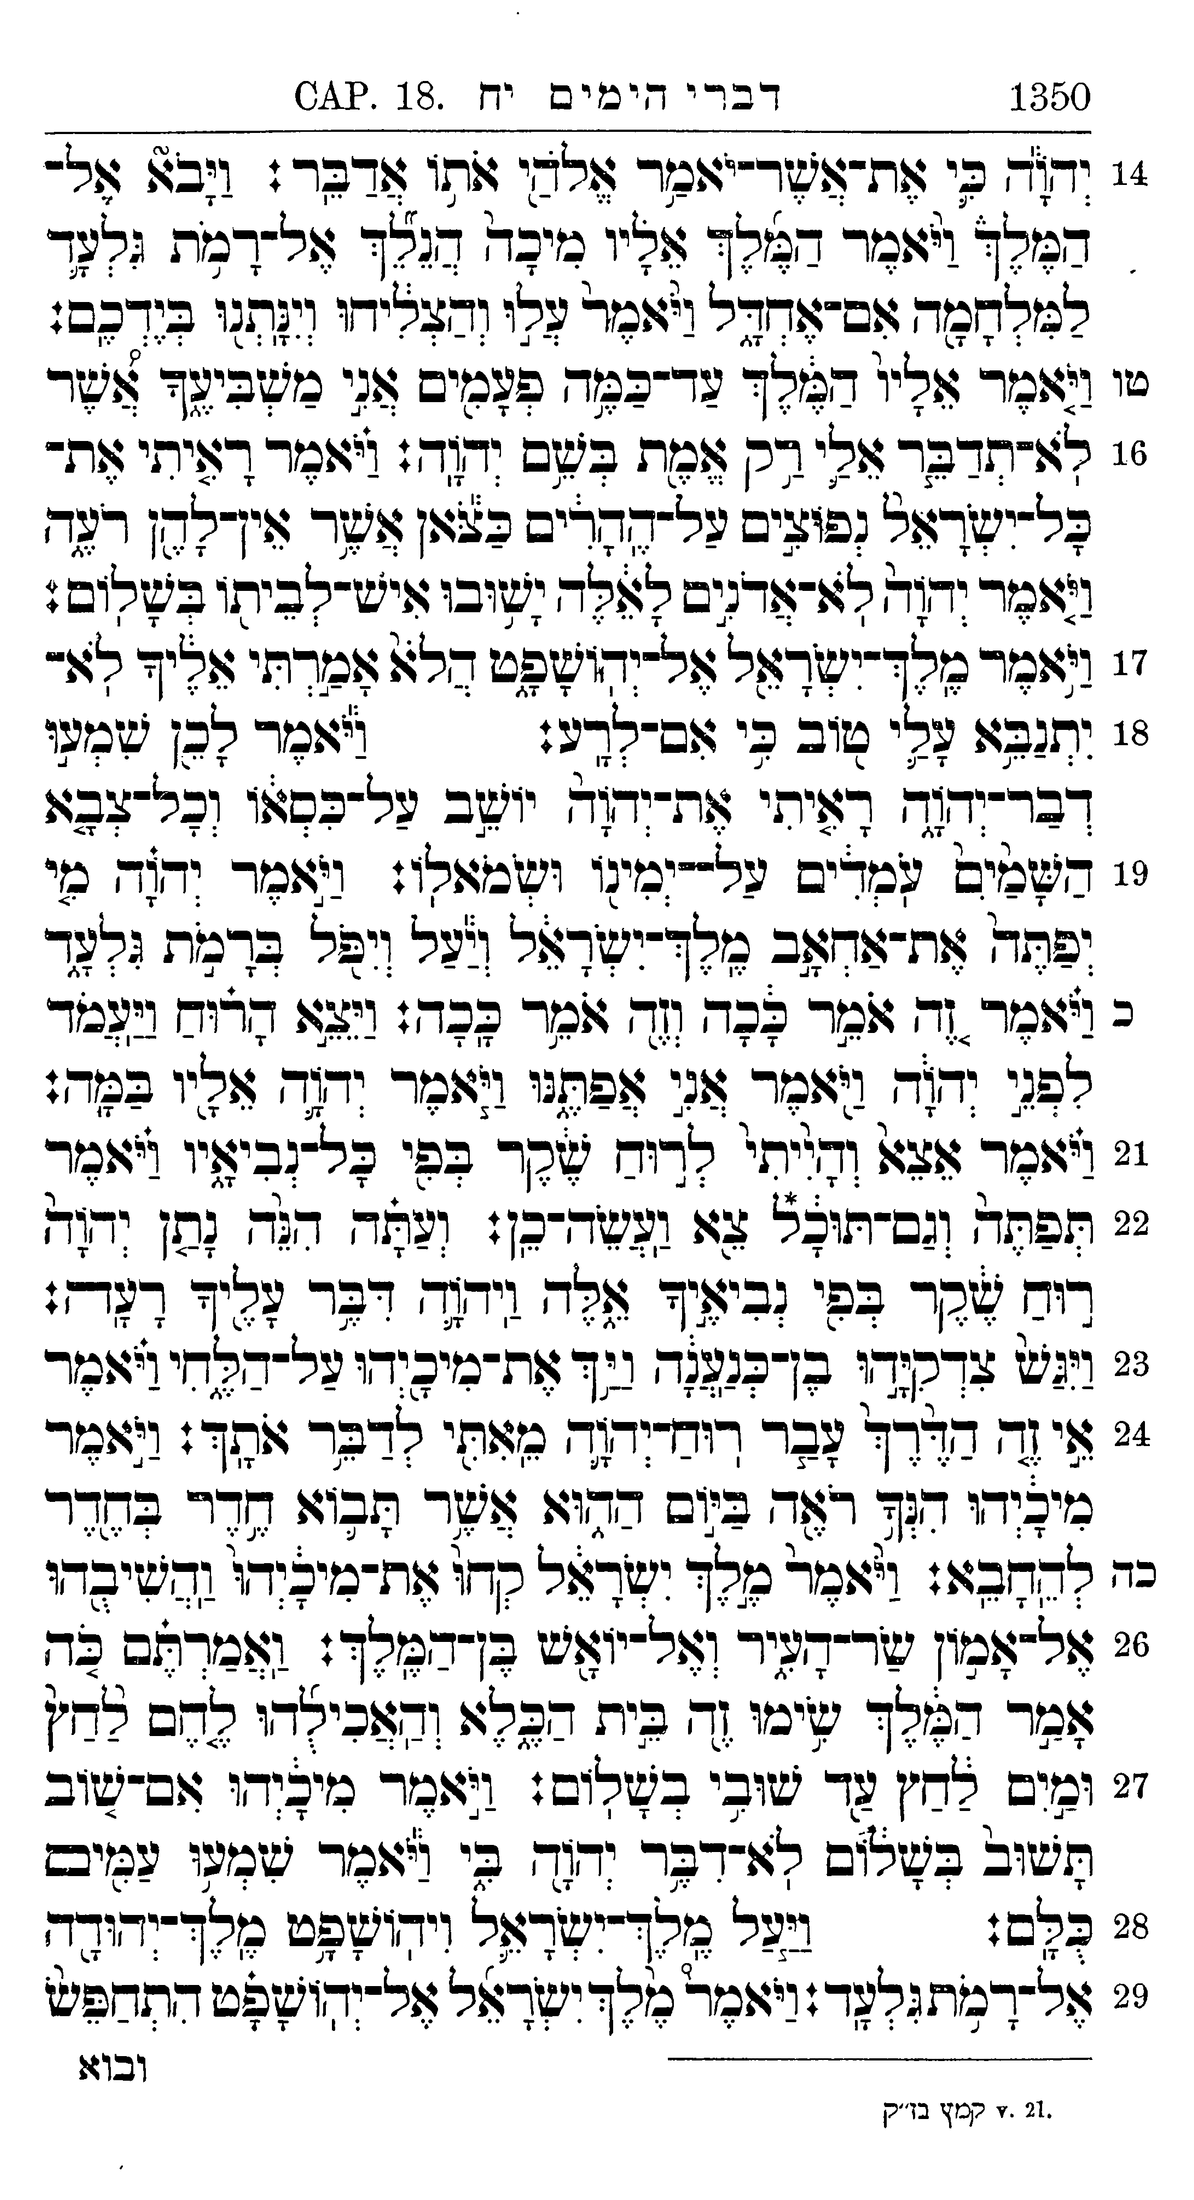 1350 דברי הימים יח CAP. 18.
14 יְהוָ֕ה כִּ֛י אֶת־אֲשֶׁר־יֹּאמַ֥ר אֱלֹהַ֖י אֹת֥וֹ אֲדַבֵּֽר׃ וַיָּבֹא֮ אֶל־
הַמֶּלֶךְ֒ וַיֹּ֨אמֶר הַמֶּ֜לֶךְ אֵלָ֗יו מִיכָה֙ הֲנֵלֵ֞ךְ אֶל־רָמֹ֥ת גִּלְעָ֛ד
לַמִּלְחָמָ֖ה אִם־אֶחְדָּ֑ל וַיֹּ֙אמֶר֙ עֲל֣וּ וְהַצְלִ֔יחוּ וְיִנָּתְנ֖וּ בְּיֶדְכֶֽם׃
טו וַיֹּ֤אמֶר אֵלָיו֙ הַמֶּ֔לֶךְ עַד־כַּמֶּ֥ה פְעָמִ֖ים אֲנִ֣י מַשְׁבִּיעֶ֑ךָ אֲ֠שֶׁר
16 לֹֽא־תְדַבֵּ֧ר אֵלַ֛י רַק אֱמֶ֖ת בְּשֵׁ֥ם יְהוָֽה׃ וַיֹּ֗אמֶר רָאִ֤יתִי אֶת־
כָּל־יִשְׂרָאֵל֙ נְפוֹצִ֣ים עַל־הֶֽהָרִ֔ים כַּצֹּ֕אן אֲשֶׁ֥ר אֵין־לָהֶ֖ן רֹעֶ֑ה
וַיֹּ֤אמֶר יְהוָה֙ לֹֽא־אֲדֹנִ֣ים לָאֵ֔לֶּה יָשׁ֥וּבוּ אִישׁ־לְבֵית֖וֹ בְּשָׁלֽוֹם׃
17 וַיֹּ֥אמֶר מֶֽלֶךְ־יִשְׂרָאֵ֖ל אֶל־יְהֽוֹשָׁפָ֑ט הֲלֹא֙ אָמַ֣רְתִּי אֵלֶ֔יךָ לֹֽא־
18 יִתְנַבֵּ֥א עָלַ֛י ט֖וֹב כִּ֥י אִם־לְרָֽע׃ וַיֹּ֕אמֶר לָכֵ֖ן שִׁמְע֣וּ
דְבַר־יְהוָ֑ה רָאִ֤יתִי אֶת־יְהוָה֙ יוֹשֵׁ֣ב עַל־כִּסְא֔וֹ וְכָל־צְבָ֤א
19 הַשָּׁמַ֙יִם֙ עֹֽמְדִ֔ים עַל־יְמִינ֖וֹ וּשְׂמֹאלֽוֹ׃ וַיֹּ֣אמֶר יְהוָ֗ה מִ֤י
יְפַתֶּה֙ אֶת־אַחְאָ֣ב מֶֽלֶךְ־יִשְׂרָאֵ֔ל וְיַ֕עַל וְיִפֹּ֖ל בְּרָמ֣וֹת גִּלְעָ֑ד
כ וַיֹּ֗אמֶר זֶ֚ה אֹמֵ֣ר כָּ֔כָה וְזֶ֖ה אֹמֵ֥ר כָּֽכָה׃ וַיֵּצֵ֣א הָר֗וּחַ וַֽיַּעֲמֹד֙
לִפְנֵ֣י יְהוָ֔ה וַיֹּ֖אמֶר אֲנִ֣י אֲפַתֶּ֑נּוּ וַיֹּ֧אמֶר יְהוָ֛ה אֵלָ֖יו בַּמָּֽה׃
21 וַיֹּ֗אמֶר אֵצֵא֙ וְהָיִ֙יתִי֙ לְר֣וּחַ שֶׁ֔קֶר בְּפִ֖י כָּל־נְבִיאָ֑יו וַיֹּ֗אמֶר
22 תְּפַתֶּה֙ וְגַם־תּוּכָ֔ל* צֵ֖א וַעֲשֵׂה־כֵֽן׃ וְעַתָּ֗ה הִנֵּ֨ה נָתַ֤ן יְהוָה֙
ר֣וּחַ שֶׁ֔קֶר בְּפִ֖י נְבִיאֶ֣יךָ אֵ֑לֶּה וַֽיהוָ֔ה דִּבֶּ֥ר עָלֶ֖יךָ רָעָֽה׃
23 וַיִּגַּשׁ֙ צִדְקִיָּ֣הוּ בֶֽן־כְּנַעֲנָ֔ה וַיַּ֥ךְ אֶת־מִיכָ֖יְהוּ עַל־הַלֶּ֑חִי וַיֹּ֗אמֶר
24 אֵ֣י זֶ֤ה הַדֶּ֙רֶךְ֙ עָבַ֧ר רֽוּחַ־יְהוָ֛ה מֵֽאִתִּ֖י לְדַבֵּ֥ר אֹתָֽךְ׃ וַיֹּ֣אמֶר
מִיכָ֔יְהוּ הִנְּךָ֥ רֹאֶ֖ה בַּיּ֣וֹם הַה֑וּא אֲשֶׁ֥ר תָּב֛וֹא חֶ֥דֶר בְּחֶ֖דֶר
כה לְהֵחָבֵֽא׃ וַיֹּ֙אמֶר֙ מֶ֣לֶךְ יִשְׂרָאֵ֔ל קְחוּ֙ אֶת־מִיכָ֔יְהוּ וַהֲשִׁיבֻ֖הוּ
26 אֶל־אָמ֣וֹן שַׂר־הָעִ֑יר וְאֶל־יוֹאָ֖שׁ בֶּן־הַמֶּֽלֶךְ׃ וַאֲמַרְתֶּ֗ם כֹּ֚ה
אָמַ֣ר הַמֶּ֔לֶךְ שִׂ֥ימוּ זֶ֖ה בֵּ֣ית הַכֶּ֑לֶא וְהַאֲכִילֻ֜הוּ לֶ֤חֶם לַ֙חַץ֙
27 וּמַ֣יִם לַ֔חַץ עַ֖ד שׁוּבִ֥י בְשָׁלֽוֹם׃ וַיֹּ֣אמֶר מִיכָ֔יְהוּ אִם־שׁ֤וֹב
תָּשׁוּב֙ בְּשָׁל֔וֹם לֹֽא־דִבֶּ֥ר יְהוָ֖ה בִּ֑י וַיֹּ֕אמֶר שִׁמְע֖וּ עַמִּ֥ים
28 כֻּלָּֽם׃ וַיַּ֧עַל מֶֽלֶךְ־יִשְׂרָאֵ֛ל וִיהוֹשָׁפָ֥ט מֶֽלֶךְ־יְהוּדָ֖ה
29 אֶל־רָמֹ֥ת גִּלְעָֽד׃ וַיֹּאמֶר֩ מֶ֨לֶךְ יִשְׂרָאֵ֜ל אֶל־יְהֽוֹשָׁפָ֗ט הִתְחַפֵּ֙שׂ֙
ובוא
v. 21. קמץ בז״ק